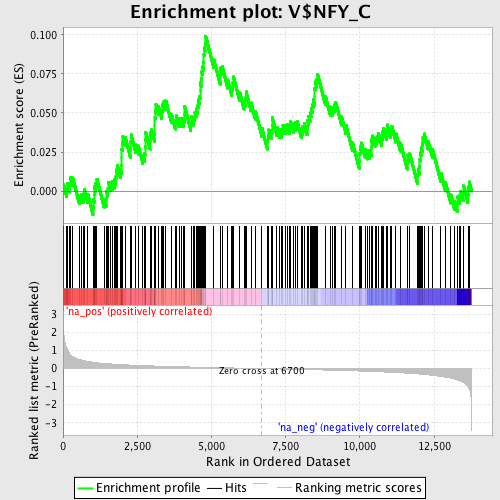 Enrichment plot: V$NFY_C
Enrichment score (ES)
0.100
0.075
0.050
0.025
0.000
'na_pos' (positively correlated)
Ranked list metric (PreRanked)
3
2
1
0
-1
-2
-3
Zero cross at 6700
'na_neg' (negatively correlated)
0
2,500
5,000
7,500
10,000
12,500
Rank in Ordered Dataset
Enrichment profile
Hits
Ranking metric scores